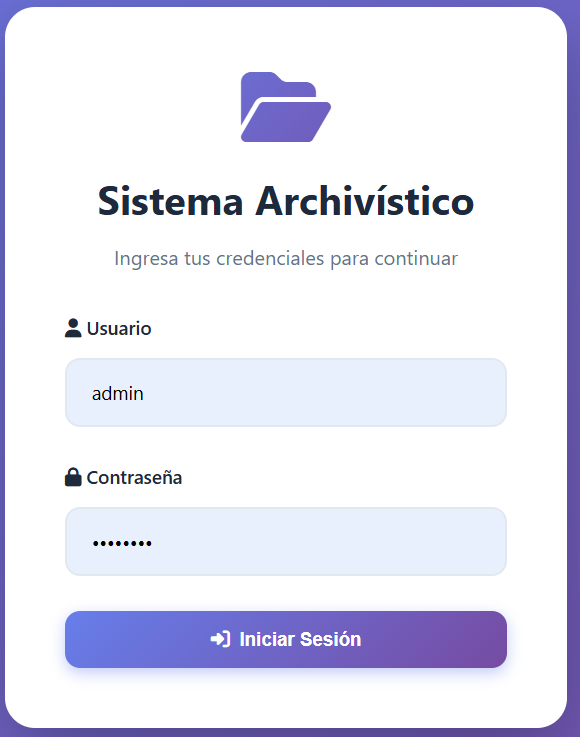 Sistema Archivístico
Ingresa tus credenciales para continuar
Usuario
admin
Contraseña
••••••••
Iniciar Sesión